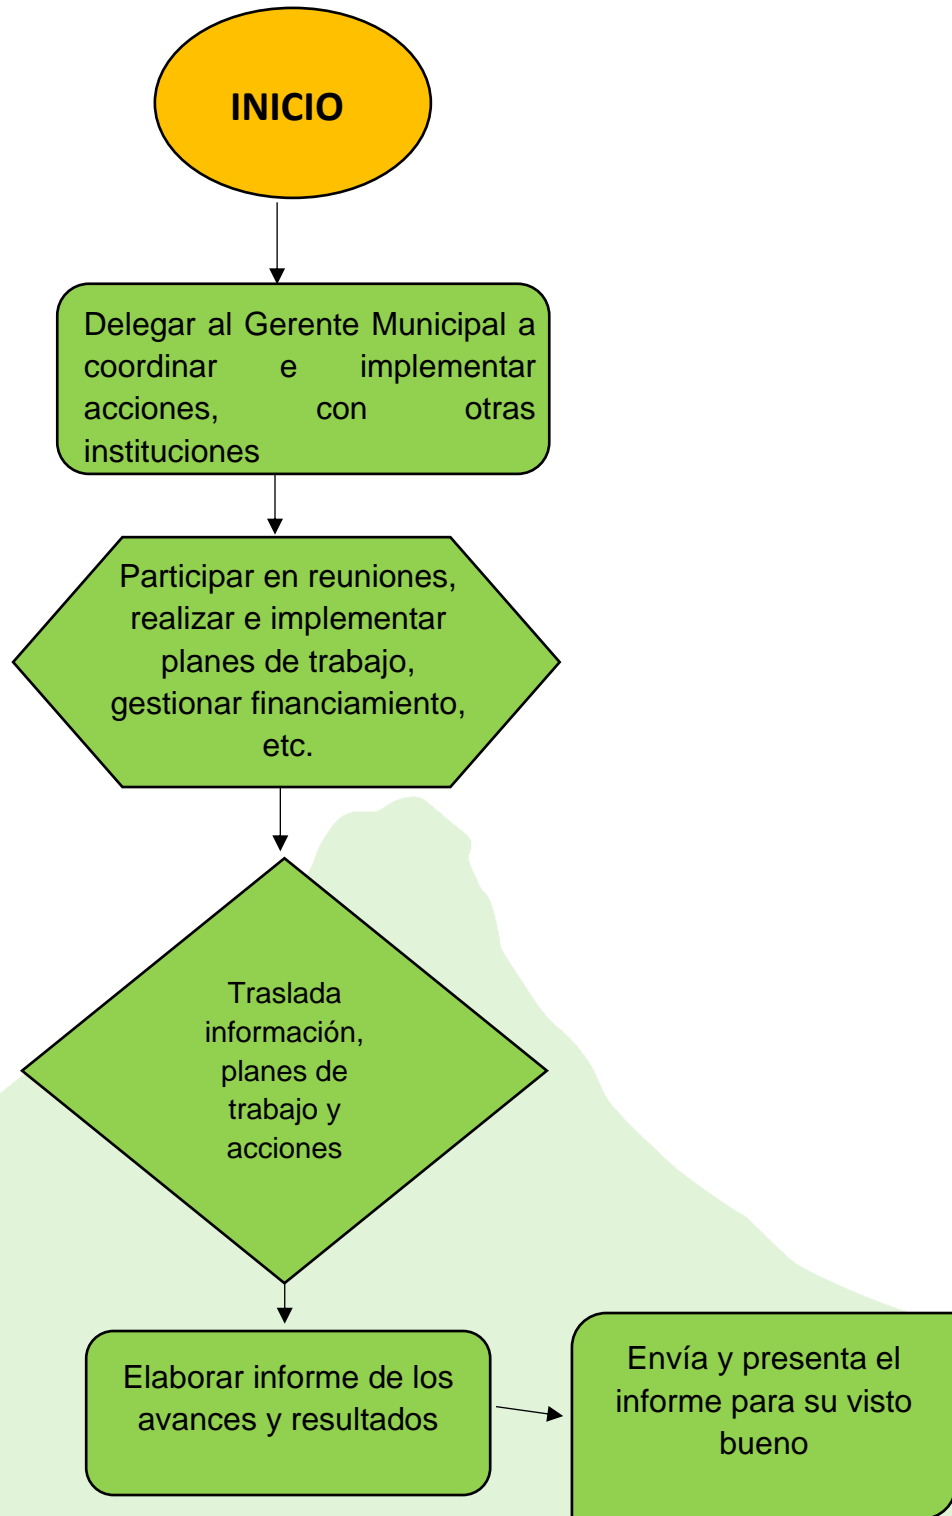 INICIO
Delegar al Gerente Municipal a
coordinar e implementar
acciones, con otras
instituciones
Participar en reuniones,
realizar e implementar
planes de trabajo,
gestionar financiamiento,
etc.
Traslada
información,
planes de
trabajo y
acciones
Elaborar informe de los
avances y resultados
Envía y presenta el
informe para su visto
bueno